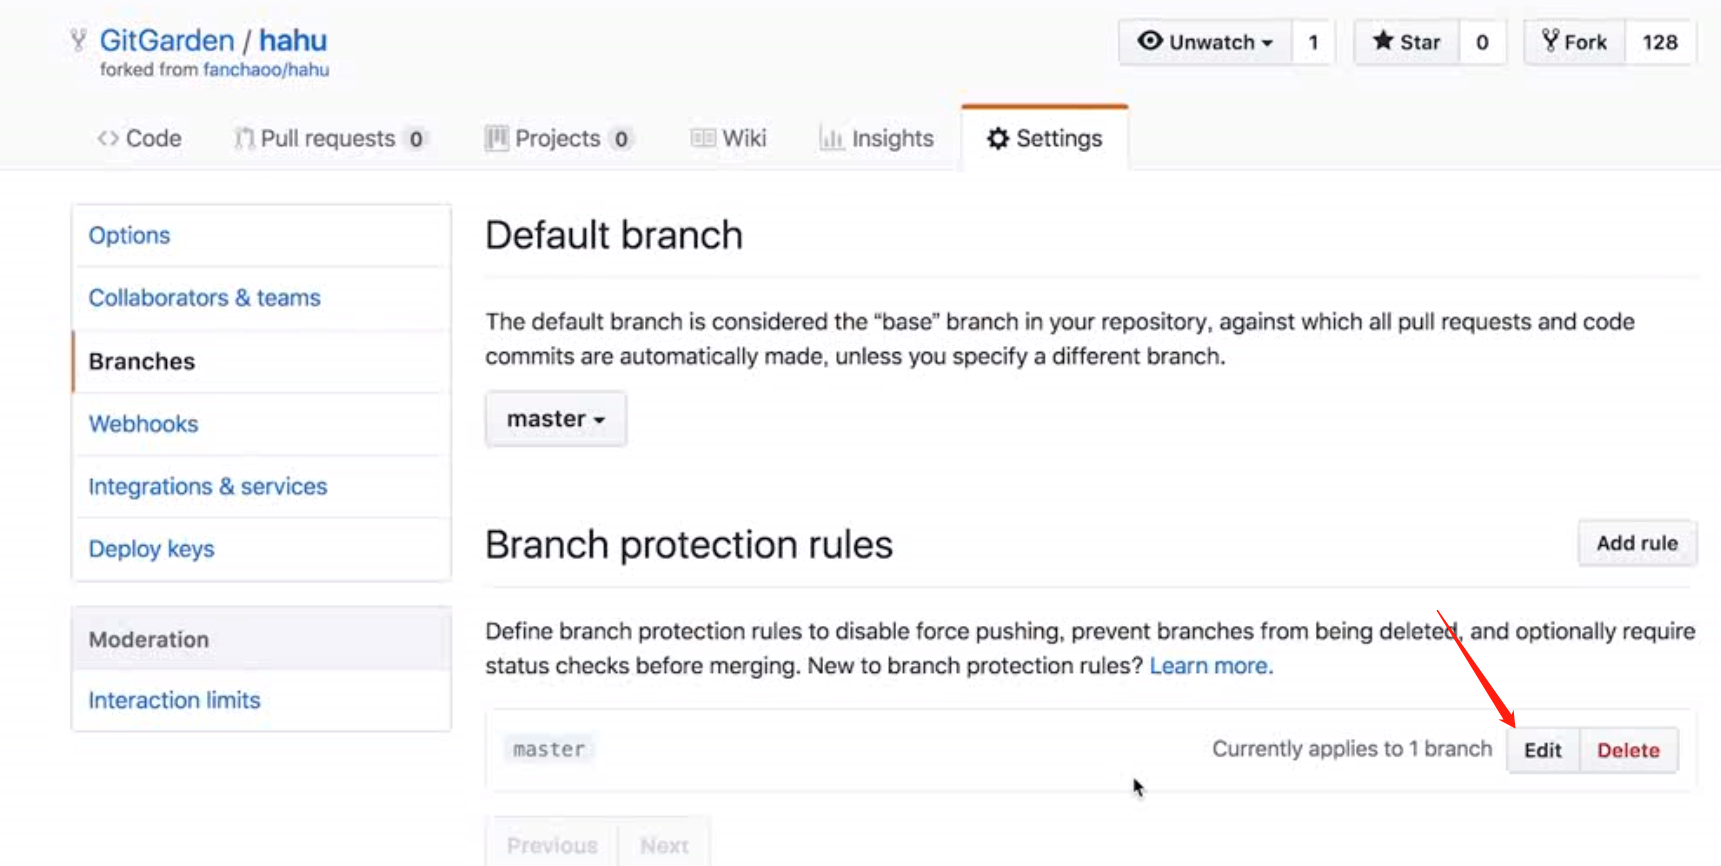 GitGarden / hahu
forked from fanchaoo/hahu
Unwatch 1
Star 0
Fork 128
Code
Pull requests 0
Projects 0
Wiki
Insights
Settings
Options
Collaborators & teams
Branches
Webhooks
Integrations & services
Deploy keys
Moderation
Interaction limits
Default branch
The default branch is considered the “base” branch in your repository, against which all pull requests and code
commits are automatically made, unless you specify a different branch.
master
Branch protection rules
Add rule
Define branch protection rules to disable force pushing, prevent branches from being deleted, and optionally require
status checks before merging. New to branch protection rules? Learn more.
master
Currently applies to 1 branch
Edit
Delete
Previous
Next